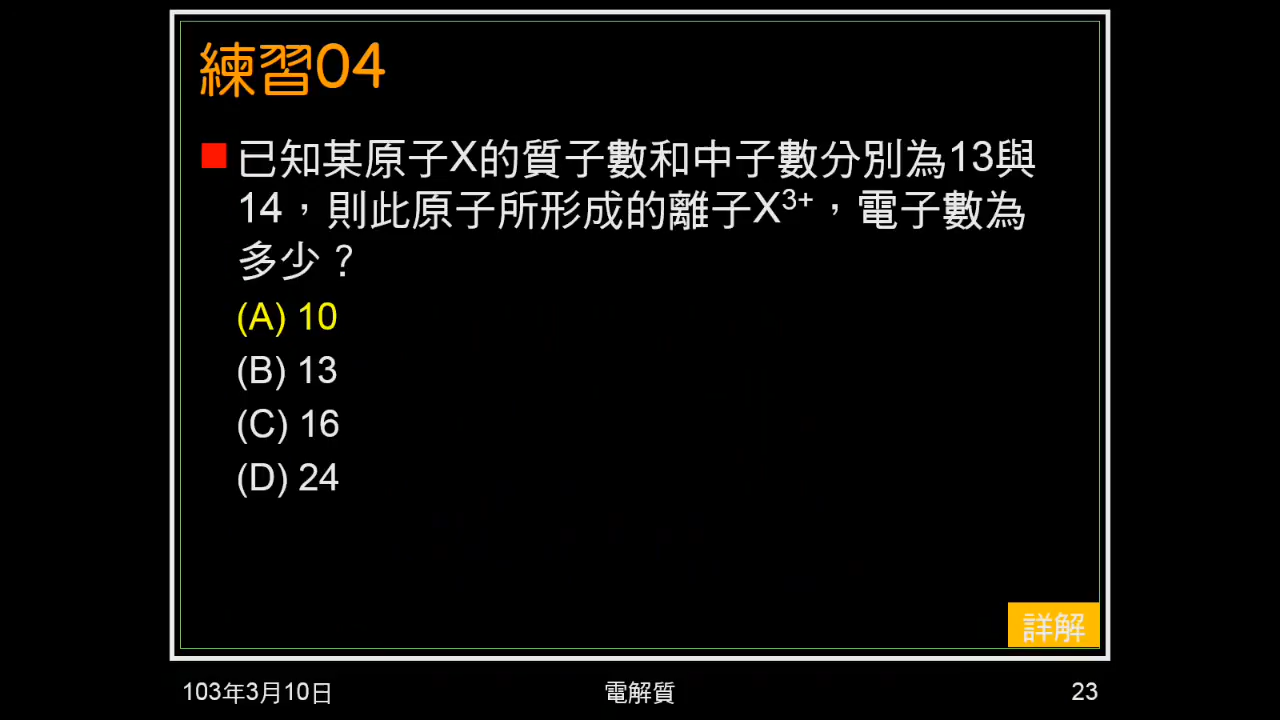 練習04
已知某原子X的質子數和中子數分別為13與
14，則此原子所形成的離子X³⁺，電子數為
多少？
(A) 10
(B) 13
(C) 16
(D) 24
詳解
103年3月10日
電解質
23